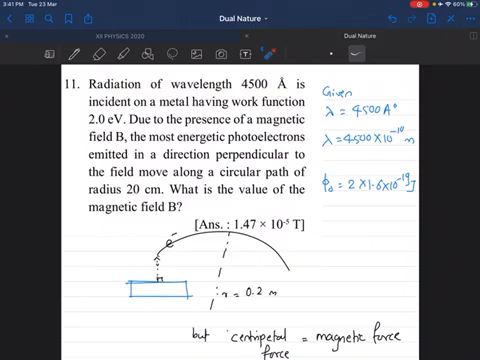 3:41 PM Tue 23 Mar
60%
Dual Nature
XII PHYSICS 2020
Dual Nature
11. Radiation of wavelength 4500 Å is
incident on a metal having work function
2.0 eV. Due to the presence of a magnetic
field B, the most energetic photoelectrons
emitted in a direction perpendicular to
the field move along a circular path of
radius 20 cm. What is the value of the
magnetic field B?
[Ans. : 1.47 × 10⁻⁵ T]
Given
λ = 4500 A°
λ = 4500 × 10⁻¹⁰ m
ϕ₀ = 2 × 1.6 × 10⁻¹⁹ J
e⁻
r = 0.2 m
but centripetal = magnetic force
force